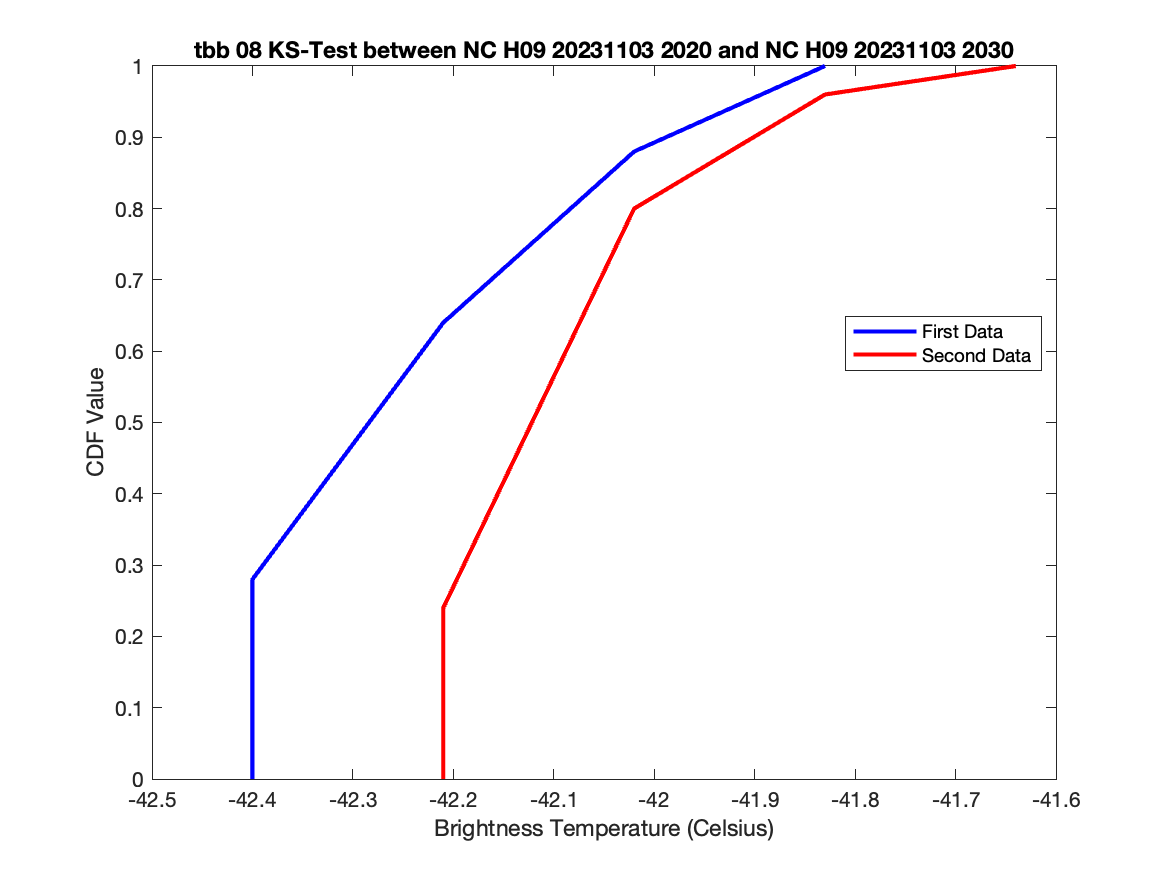 tbb 08 KS-Test between NC H09 20231103 2020 and NC H09 20231103 2030
1
0.9
0.8
0.7
0.6
0.5
0.4
0.3
0.2
0.1
0
CDF Value
First Data
Second Data
-42.5 -42.4 -42.3 -42.2 -42.1 -42 -41.9 -41.8 -41.7 -41.6
Brightness Temperature (Celsius)